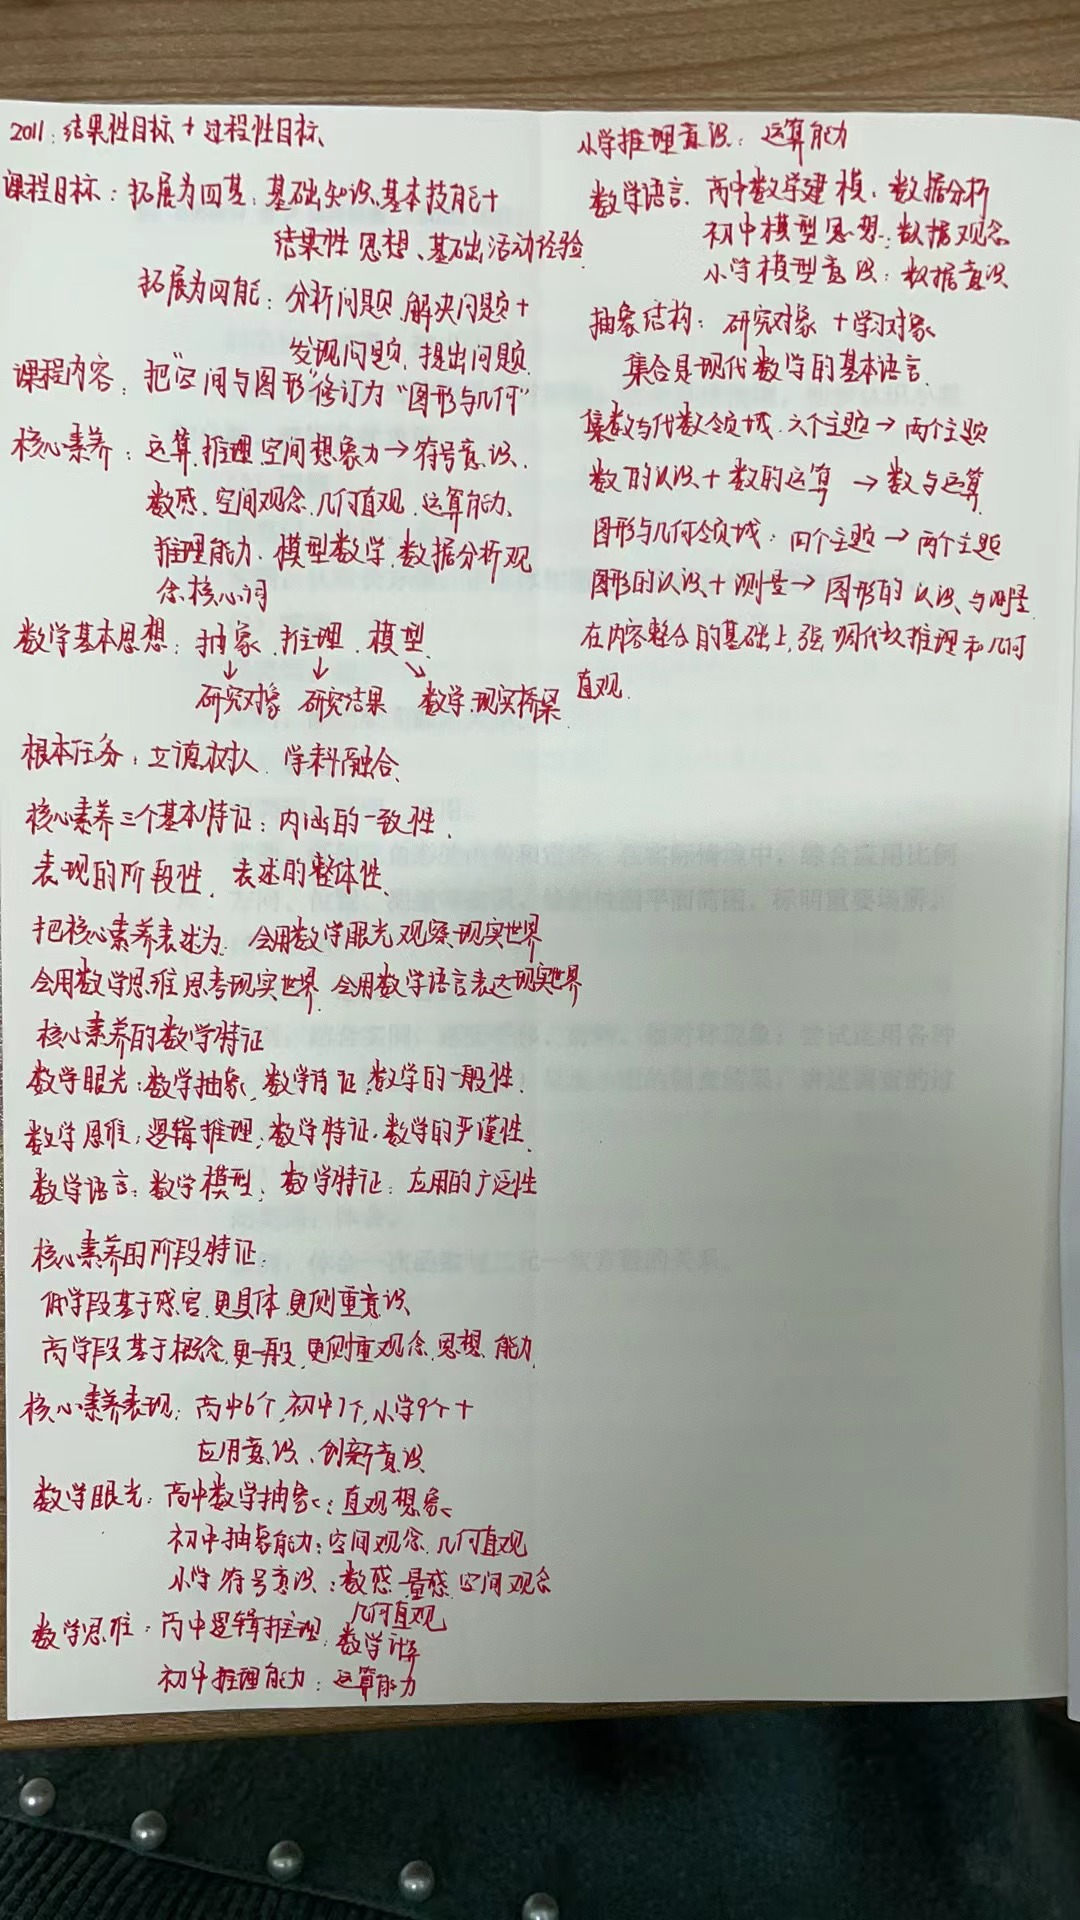 2011：结果性目标 + 过程性目标
课程目标：拓展为四基：基础知识、基本技能+
结果性 思想、基础活动经验
拓展为四能：分析问题、解决问题+
发现问题、提出问题.
课程内容：把“空间与图形”修订为“图形与几何”
核心素养：运算、推理、空间想象力→符号意识、
数感、空间观念、几何直观、运算能力、
推理能力、模型数学、数据分析观
念核心词
数学基本思想：抽象、推理、模型
↓ ↓ ↘
研究对象 研究结果 数学、现实桥梁
根本任务：立德树人、学科融合.
核心素养三个基本特征：内涵的一致性、
表现的阶段性、表述的整体性.
把核心素养表述为：会用数学眼光观察现实世界
会用数学思维思考现实世界、会用数学语言表达现实世界
核心素养的数学特征
数学眼光：数学抽象，数学特征：数学的一般性.
数学思维：逻辑推理；数学特征：数学的严谨性.
数学语言：数学模型；数学特征：应用的广泛性
核心素养的阶段特征：
低学段基于感官、更具体、更侧重意识、
高学段基于概念、更一般、更侧重观念、思想、能力
核心素养表现：高中6个，初中7个，小学9个+
应用意识、创新意识
数学眼光：高中数学抽象：直观想象
初中抽象能力：空间观念、几何直观
小学符号意识：数感、量感、空间观念
几何直观
数学思维：高中逻辑推理：数学计算
初中推理能力：运算能力
小学推理意识：运算能力
数学语言：高中数学建模：数据分析
初中模型思想：数据观念
小学模型意识：数据意识
抽象结构：研究对象 +学习对象
集合是现代数学的基本语言
集数与代数领域：六个主题→两个主题
数的认识+数的运算→数与运算
图形与几何领域：四个主题→两个主题
图形的认识+测量→图形的认识与测量
在内容整合的基础上，强调代数推理和几何
直观.